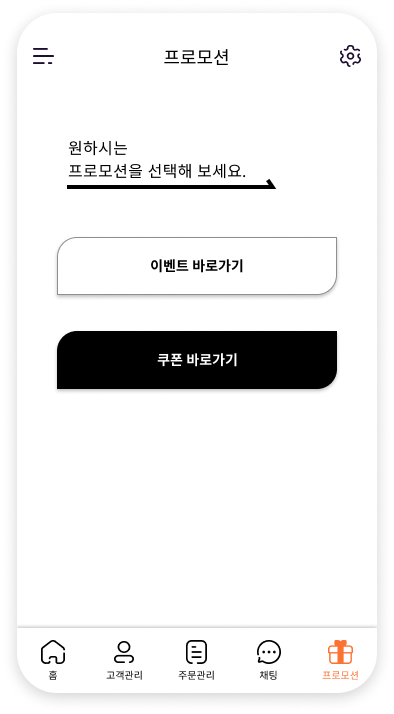 프로모션
원하시는
프로모션을 선택해 보세요.
이벤트 바로가기
쿠폰 바로가기
홈
고객관리
주문관리
채팅
프로모션